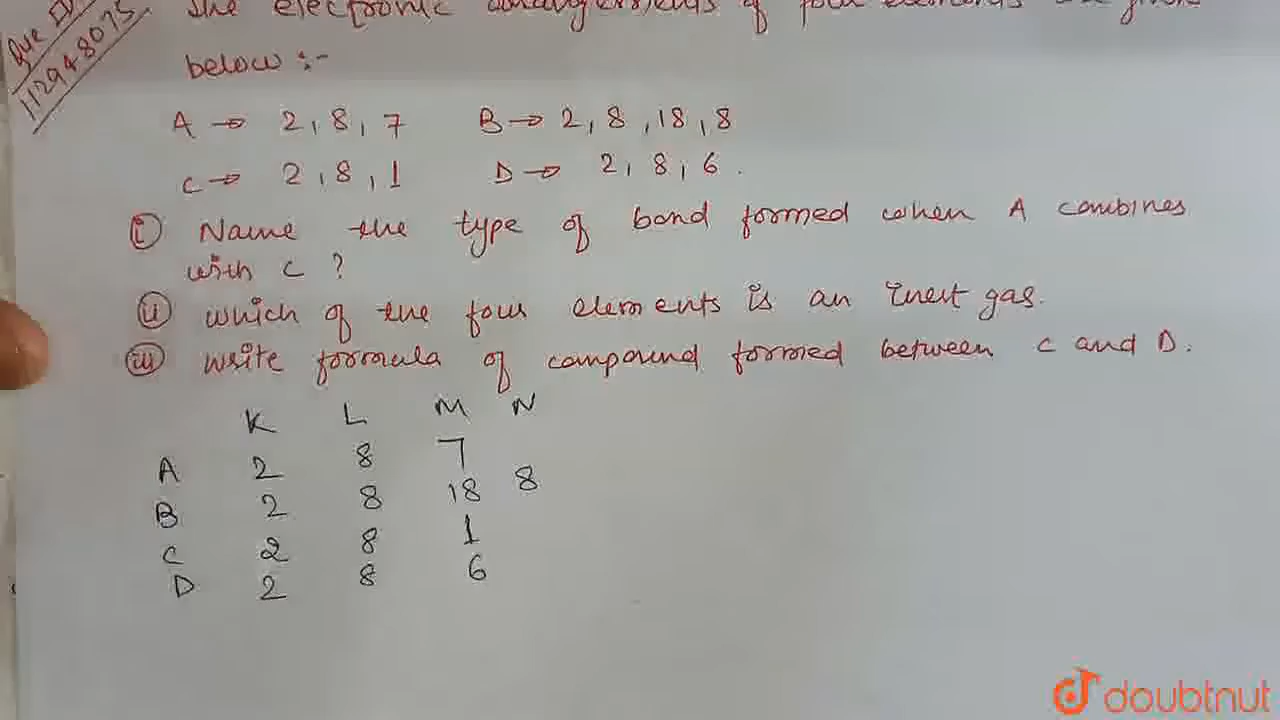 Que
112948075
The electronic arrangements of four elements are given
below :-
A → 2, 8, 7 B → 2, 8, 18, 8
C → 2, 8, 1 D → 2, 8, 6.
(i) Name the type of bond formed when A combines
with C ?
(ii) which of the four elements is an inert gas.
(iii) write formula of compound formed between C and D.
K L M N
A 2 8 7
B 2 8 18 8
C 2 8 1
D 2 8 6
doubtnut